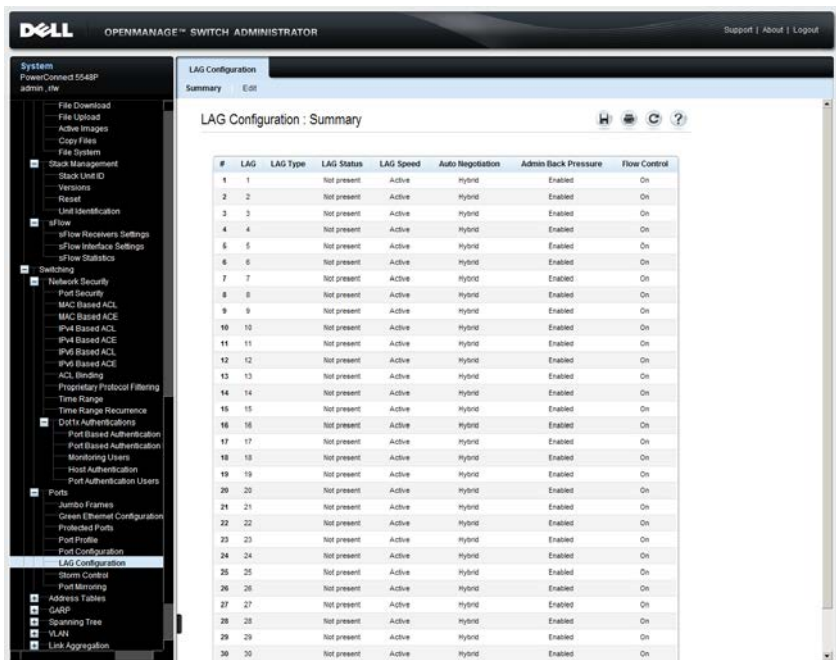 DELL OPENMANAGE™ SWITCH ADMINISTRATOR
Support | About | Logout
System
PowerConnect 5548P
admin, r/w
File Download
File Upload
Active Images
Copy Files
File System
Stack Management
Stack Unit ID
Versions
Reset
Unit Identification
sFlow
sFlow Receivers Settings
sFlow Interface Settings
sFlow Statistics
Switching
Network Security
Port Security
MAC Based ACL
MAC Based ACE
IPv4 Based ACL
IPv4 Based ACE
IPv6 Based ACL
IPv6 Based ACE
ACL Binding
Proprietary Protocol Filtering
Time Range
Time Range Recurrence
Dot1x Authentications
Port Based Authentication
Port Based Authentication
Monitoring Users
Host Authentication
Port Authentication Users
Ports
Jumbo Frames
Green Ethernet Configuration
Protected Ports
Port Profile
Port Configuration
LAG Configuration
Storm Control
Port Mirroring
Address Tables
GARP
Spanning Tree
VLAN
Link Aggregation
LAG Configuration
Summary Edit
LAG Configuration : Summary
# LAG LAG Type LAG Status LAG Speed Auto Negotiation Admin Back Pressure Flow Control
1 1 Not present Active Hybrid Enabled On
2 2 Not present Active Hybrid Enabled On
3 3 Not present Active Hybrid Enabled On
4 4 Not present Active Hybrid Enabled On
5 5 Not present Active Hybrid Enabled On
6 6 Not present Active Hybrid Enabled On
7 7 Not present Active Hybrid Enabled On
8 8 Not present Active Hybrid Enabled On
9 9 Not present Active Hybrid Enabled On
10 10 Not present Active Hybrid Enabled On
11 11 Not present Active Hybrid Enabled On
12 12 Not present Active Hybrid Enabled On
13 13 Not present Active Hybrid Enabled On
14 14 Not present Active Hybrid Enabled On
15 15 Not present Active Hybrid Enabled On
16 16 Not present Active Hybrid Enabled On
17 17 Not present Active Hybrid Enabled On
18 18 Not present Active Hybrid Enabled On
19 19 Not present Active Hybrid Enabled On
20 20 Not present Active Hybrid Enabled On
21 21 Not present Active Hybrid Enabled On
22 22 Not present Active Hybrid Enabled On
23 23 Not present Active Hybrid Enabled On
24 24 Not present Active Hybrid Enabled On
25 25 Not present Active Hybrid Enabled On
26 26 Not present Active Hybrid Enabled On
27 27 Not present Active Hybrid Enabled On
28 28 Not present Active Hybrid Enabled On
29 29 Not present Active Hybrid Enabled On
30 30 Not present Active Hybrid Enabled On